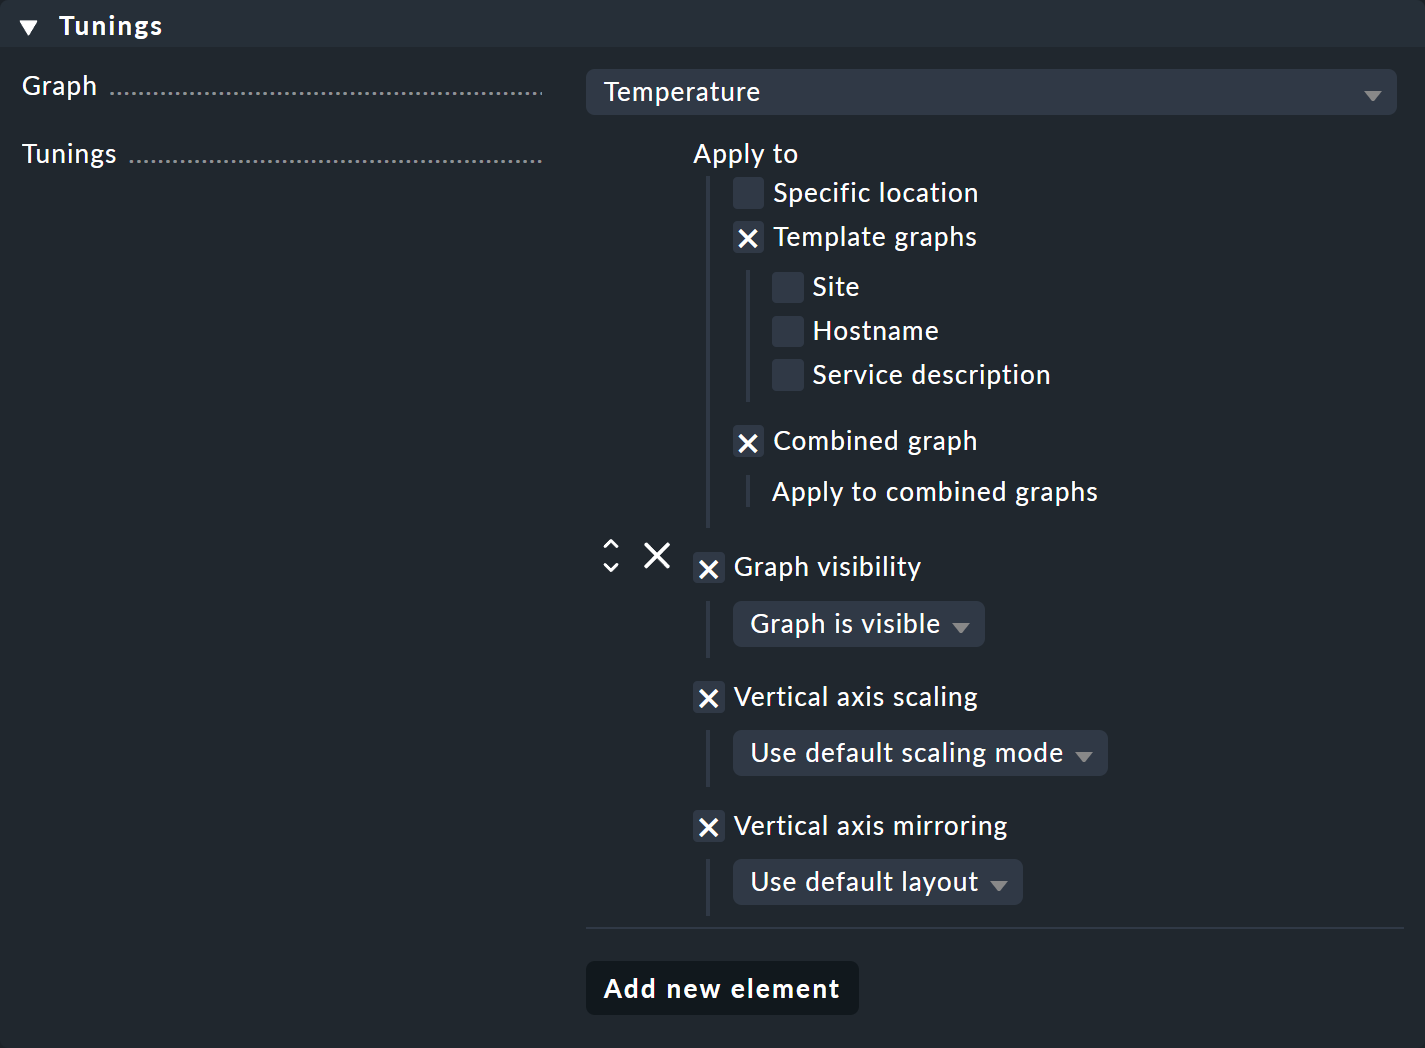 Tunings
Graph
Temperature
Tunings
Apply to
Specific location
Template graphs
Site
Hostname
Service description
Combined graph
Apply to combined graphs
Graph visibility
Graph is visible
Vertical axis scaling
Use default scaling mode
Vertical axis mirroring
Use default layout
Add new element